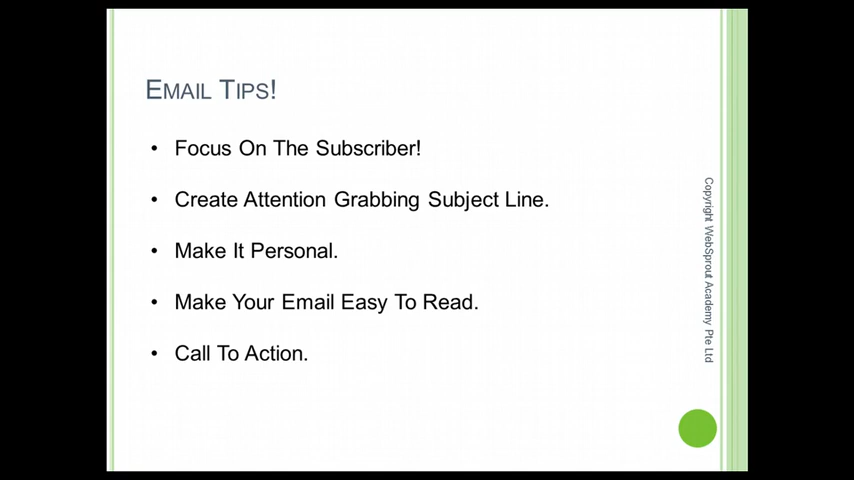 EMAIL TIPS!
• Focus On The Subscriber!
• Create Attention Grabbing Subject Line.
• Make It Personal.
• Make Your Email Easy To Read.
• Call To Action.
Copyright WebSprout Academy Pte Ltd